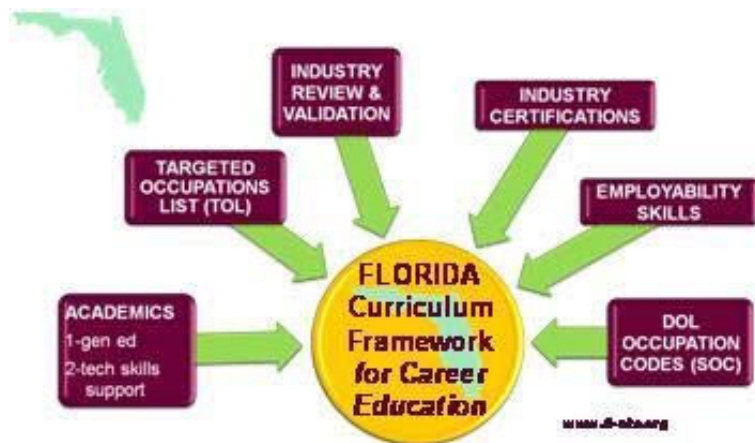 INDUSTRY
REVIEW &
VALIDATION
INDUSTRY
CERTIFICATIONS
TARGETED
OCCUPATIONS
LIST (TOL)
EMPLOYABILITY
SKILLS
ACADEMICS
1-gen ed
2-tech skills
support
FLORIDA
Curriculum
Framework
for Career
Education
DOL
OCCUPATION
CODES (SOC)